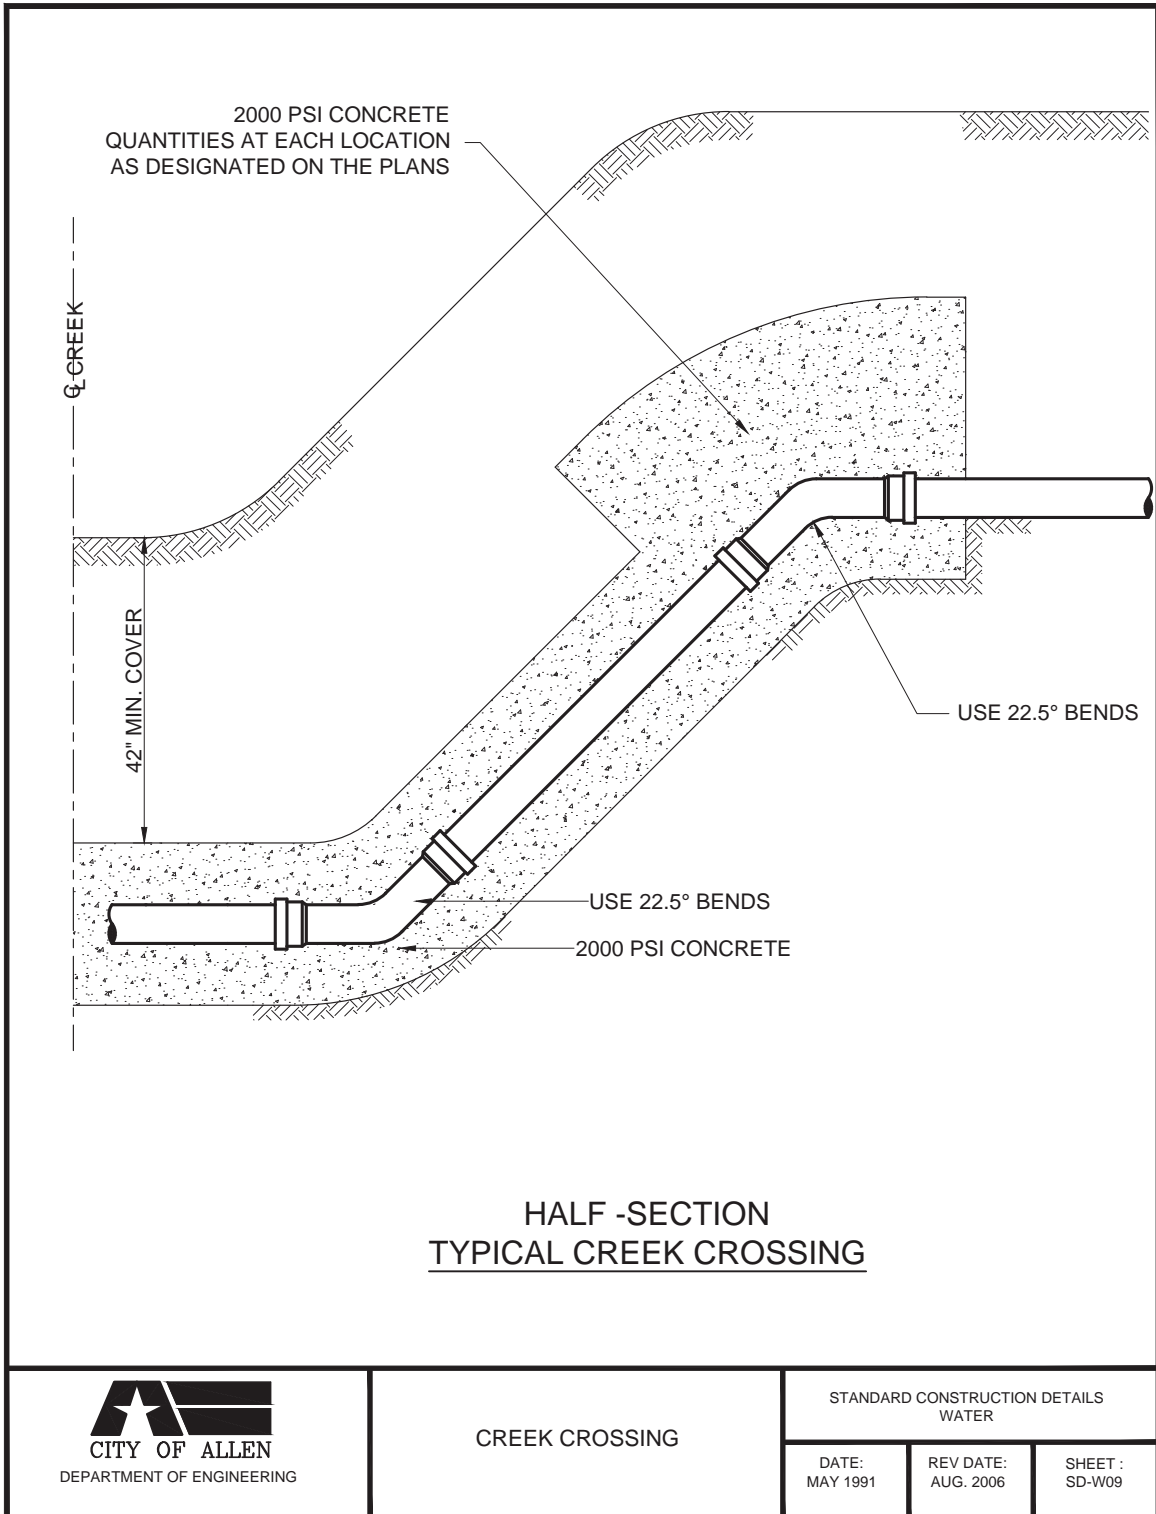 2000 PSI CONCRETE
QUANTITIES AT EACH LOCATION
AS DESIGNATED ON THE PLANS
℄ CREEK
42" MIN. COVER
USE 22.5° BENDS
USE 22.5° BENDS
2000 PSI CONCRETE
HALF -SECTION
TYPICAL CREEK CROSSING
CITY OF ALLEN
DEPARTMENT OF ENGINEERING
CREEK CROSSING
STANDARD CONSTRUCTION DETAILS
WATER
DATE:
MAY 1991
REV DATE:
AUG. 2006
SHEET :
SD-W09